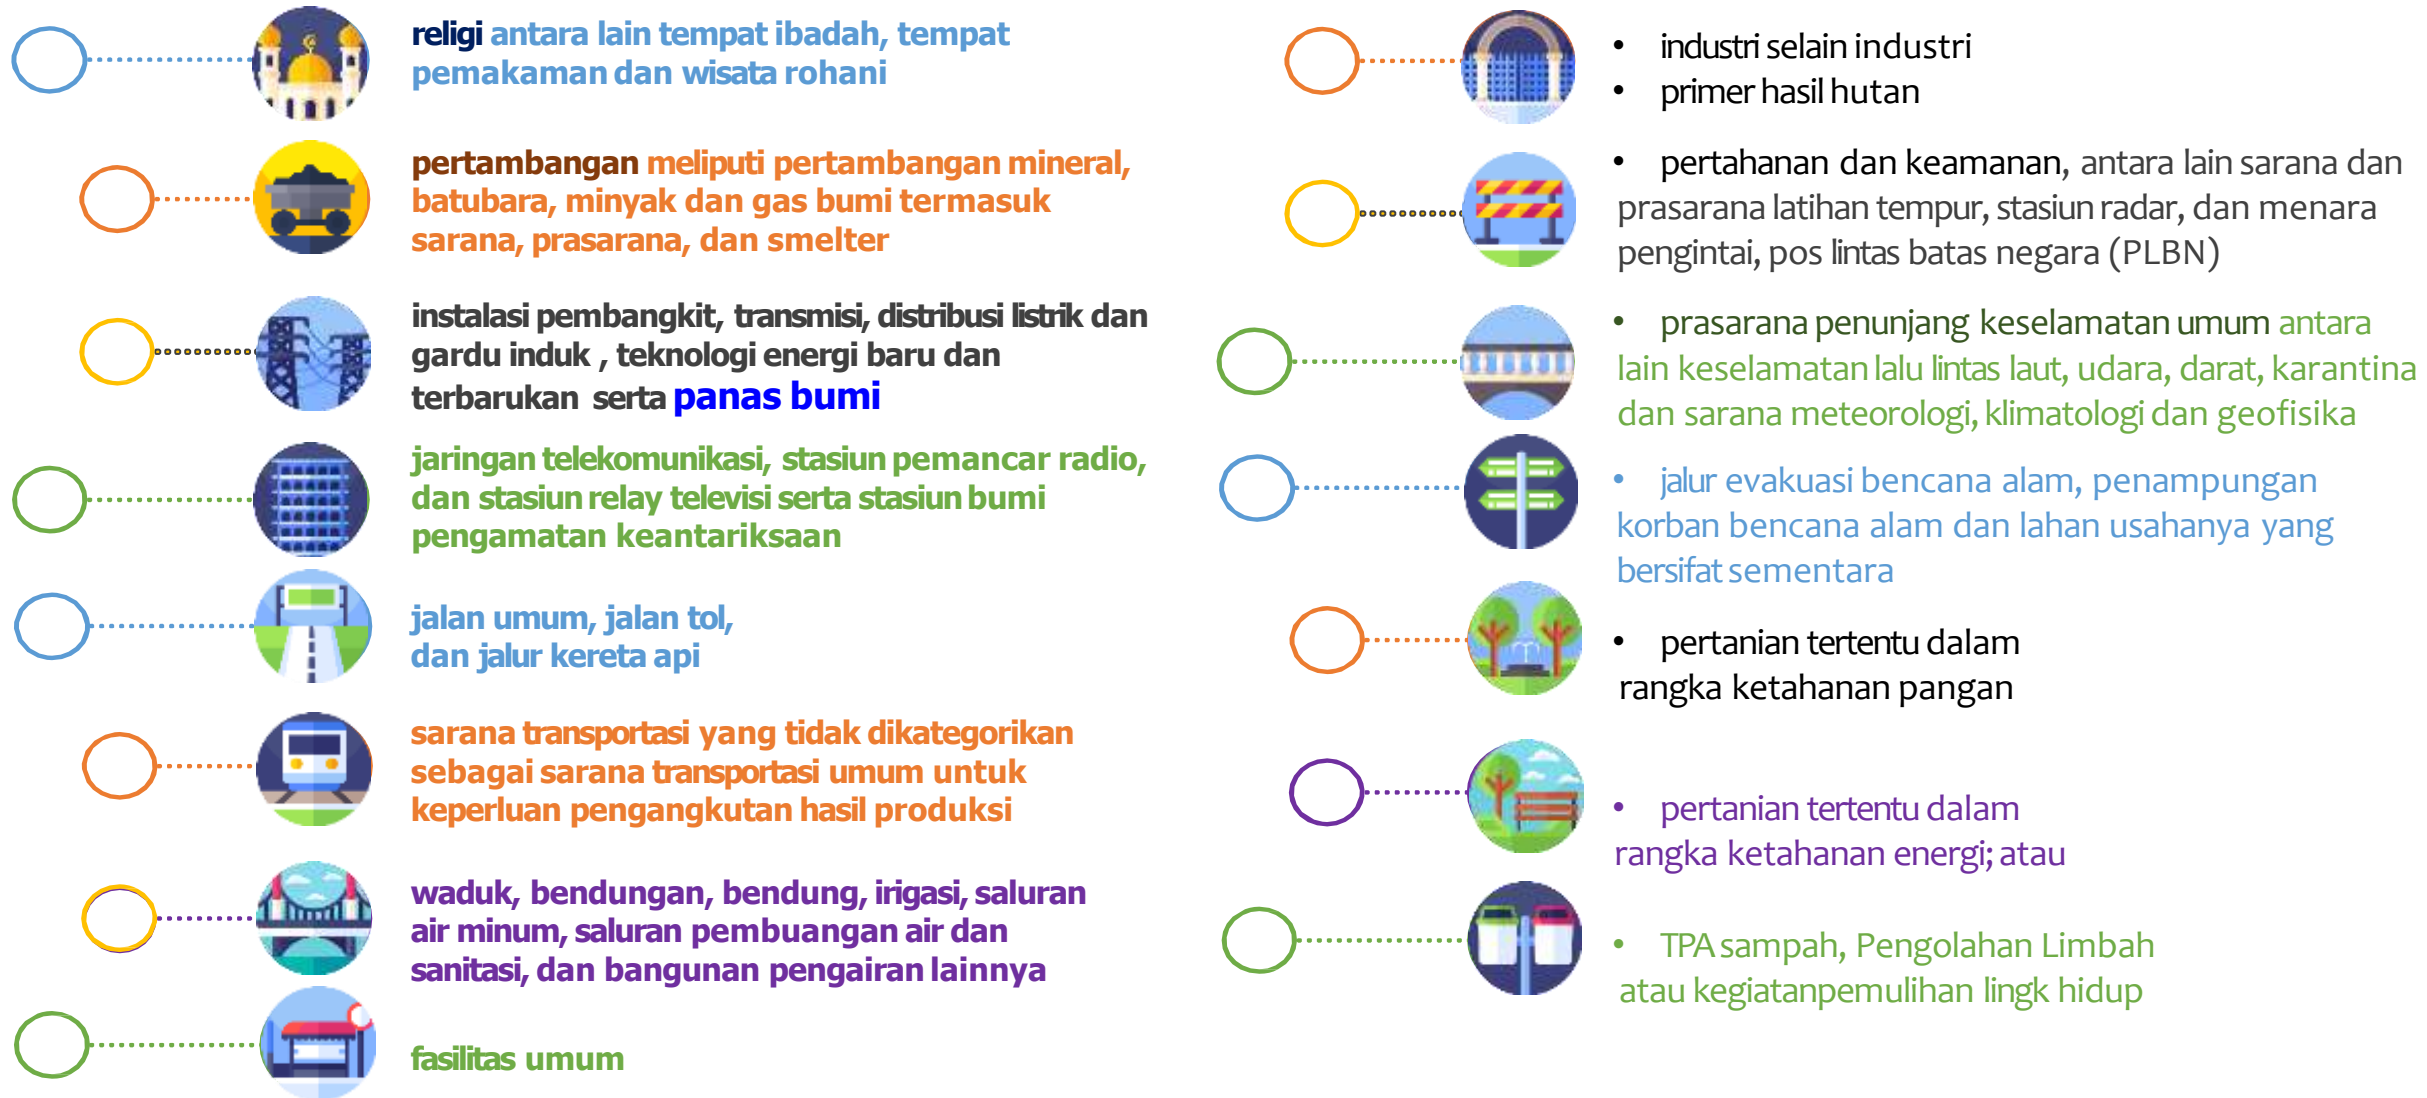 religi antara lain tempat ibadah, tempat
pemakaman dan wisata rohani
pertambangan meliputi pertambangan mineral,
batubara, minyak dan gas bumi termasuk
sarana, prasarana, dan smelter
instalasi pembangkit, transmisi, distribusi listrik dan
gardu induk , teknologi energi baru dan
terbarukan serta panas bumi
jaringan telekomunikasi, stasiun pemancar radio,
dan stasiun relay televisi serta stasiun bumi
pengamatan keantariksaan
jalan umum, jalan tol,
dan jalur kereta api
sarana transportasi yang tidak dikategorikan
sebagai sarana transportasi umum untuk
keperluan pengangkutan hasil produksi
waduk, bendungan, bendung, irigasi, saluran
air minum, saluran pembuangan air dan
sanitasi, dan bangunan pengairan lainnya
fasilitas umum
• industri selain industri
• primer hasil hutan
• pertahanan dan keamanan, antara lain sarana dan
prasarana latihan tempur, stasiun radar, dan menara
pengintai, pos lintas batas negara (PLBN)
• prasarana penunjang keselamatan umum antara
lain keselamatan lalu lintas laut, udara, darat, karantina
dan sarana meteorologi, klimatologi dan geofisika
• jalur evakuasi bencana alam, penampungan
korban bencana alam dan lahan usahanya yang
bersifat sementara
• pertanian tertentu dalam
rangka ketahanan pangan
• pertanian tertentu dalam
rangka ketahanan energi; atau
• TPA sampah, Pengolahan Limbah
atau kegiatanpemulihan lingk hidup